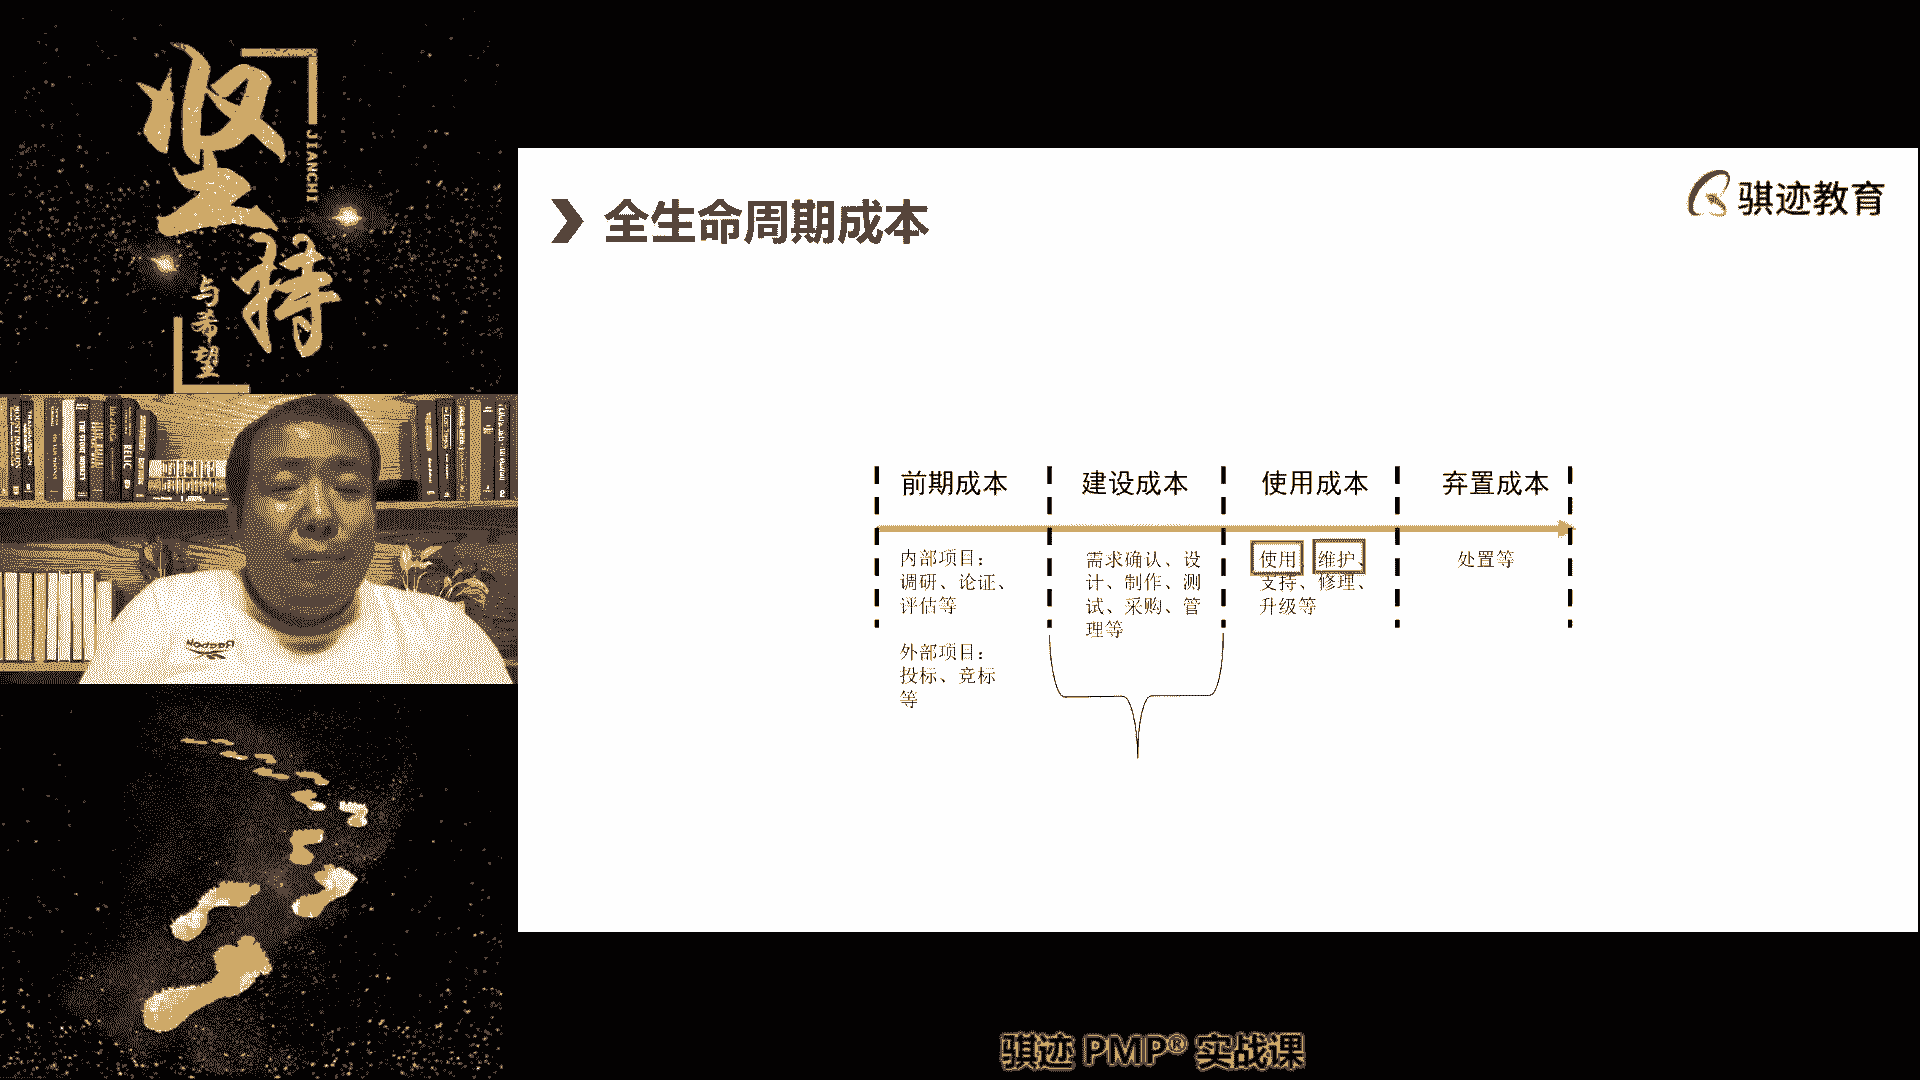 坚持
JIANCHI
与希望
骐迹教育
全生命周期成本
前期成本
建设成本
使用成本
弃置成本
内部项目：
调研、论证、
评估等
外部项目：
投标、竞标
等
需求确认、设
计、制作、测
试、采购、管
理等
使用、维护、
支持、修理、
升级等
处置等
RELIC
骐迹 PMP® 实战课